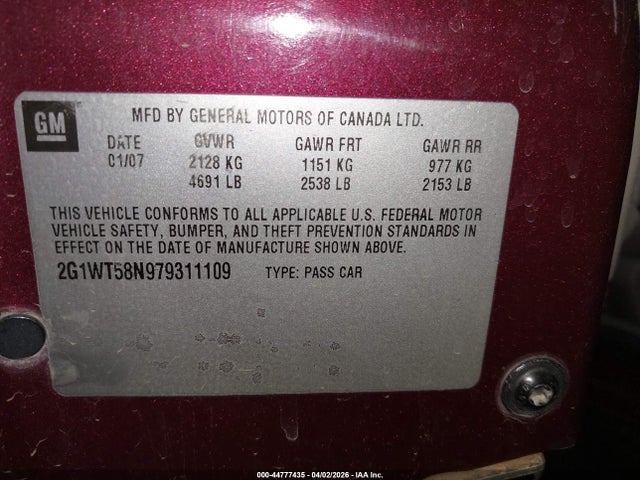 GM
MFD BY GENERAL MOTORS OF CANADA LTD.
DATE GVWR GAWR FRT GAWR RR
01/07 2128 KG 1151 KG 977 KG
4691 LB 2538 LB 2153 LB
THIS VEHICLE CONFORMS TO ALL APPLICABLE U.S. FEDERAL MOTOR
VEHICLE SAFETY, BUMPER, AND THEFT PREVENTION STANDARDS IN
EFFECT ON THE DATE OF MANUFACTURE SHOWN ABOVE.
2G1WT58N979311109 TYPE: PASS CAR
000-44777435 - 04/02/2026 - IAA Inc.